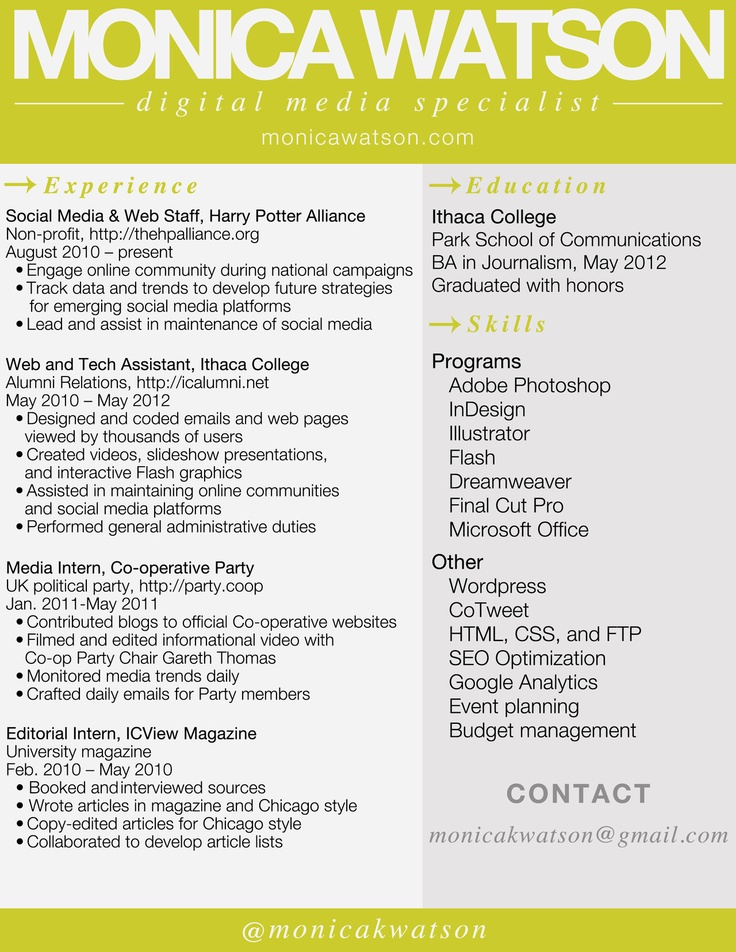 MONICA WATSON
digital media specialist
monicawatson.com
Experience
Social Media & Web Staff, Harry Potter Alliance
Non-profit, http://thehpalliance.org
August 2010 – present
• Engage online community during national campaigns
• Track data and trends to develop future strategies
for emerging social media platforms
• Lead and assist in maintenance of social media
Web and Tech Assistant, Ithaca College
Alumni Relations, http://icalumni.net
May 2010 – May 2012
• Designed and coded emails and web pages
viewed by thousands of users
• Created videos, slideshow presentations,
and interactive Flash graphics
• Assisted in maintaining online communities
and social media platforms
• Performed general administrative duties
Media Intern, Co-operative Party
UK political party, http://party.coop
Jan. 2011-May 2011
• Contributed blogs to official Co-operative websites
• Filmed and edited informational video with
Co-op Party Chair Gareth Thomas
• Monitored media trends daily
• Crafted daily emails for Party members
Editorial Intern, ICView Magazine
University magazine
Feb. 2010 – May 2010
• Booked and interviewed sources
• Wrote articles in magazine and Chicago style
• Copy-edited articles for Chicago style
• Collaborated to develop article lists
Education
Ithaca College
Park School of Communications
BA in Journalism, May 2012
Graduated with honors
Skills
Programs
Adobe Photoshop
InDesign
Illustrator
Flash
Dreamweaver
Final Cut Pro
Microsoft Office
Other
Wordpress
CoTweet
HTML, CSS, and FTP
SEO Optimization
Google Analytics
Event planning
Budget management
CONTACT
monicakwatson@gmail.com
@monicakwatson